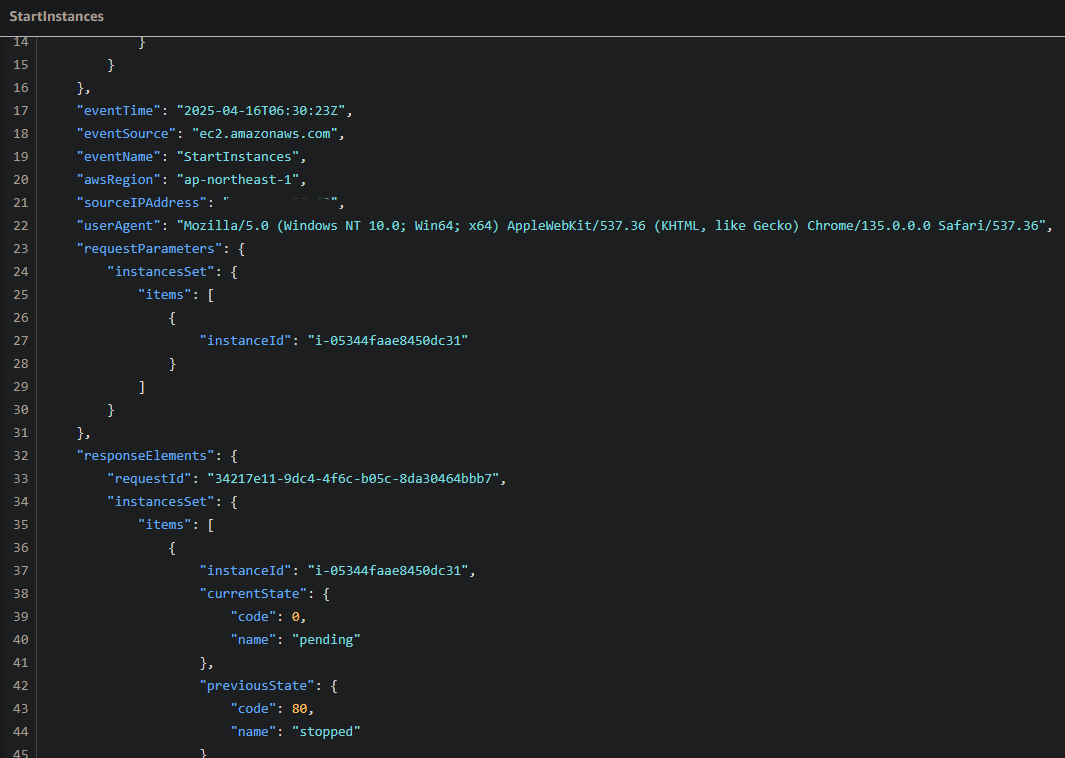 StartInstances
14 }
15 }
16 },
17 "eventTime": "2025-04-16T06:30:23Z",
18 "eventSource": "ec2.amazonaws.com",
19 "eventName": "StartInstances",
20 "awsRegion": "ap-northeast-1",
21 "sourceIPAddress": "",
22 "userAgent": "Mozilla/5.0 (Windows NT 10.0; Win64; x64) AppleWebKit/537.36 (KHTML, like Gecko) Chrome/135.0.0.0 Safari/537.36",
23 "requestParameters": {
24 "instancesSet": {
25 "items": [
26 {
27 "instanceId": "i-05344faae8450dc31"
28 }
29 ]
30 }
31 },
32 "responseElements": {
33 "requestId": "34217e11-9dc4-4f6c-b05c-8da30464bbb7",
34 "instancesSet": {
35 "items": [
36 {
37 "instanceId": "i-05344faae8450dc31",
38 "currentState": {
39 "code": 0,
40 "name": "pending"
41 },
42 "previousState": {
43 "code": 80,
44 "name": "stopped"
45 }